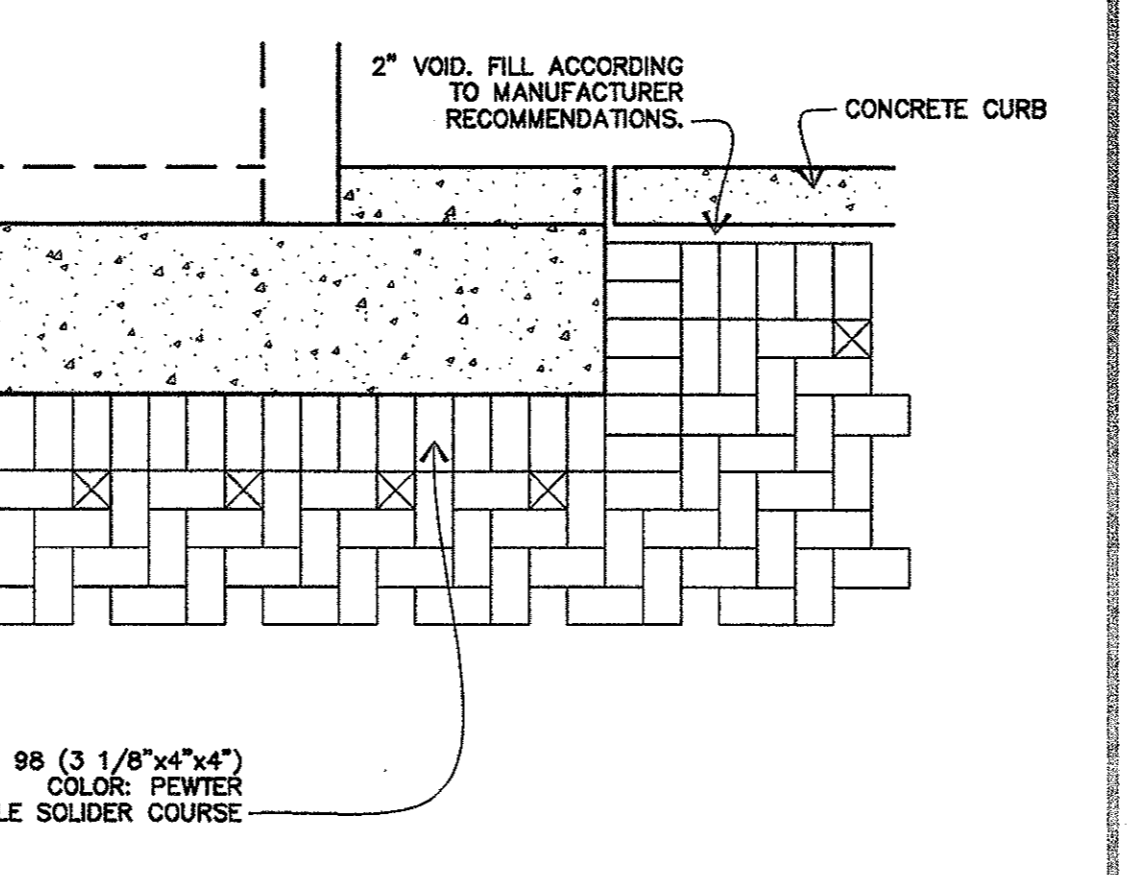 2" VOID. FILL ACCORDING
TO MANUFACTURER
RECOMMENDATIONS.
CONCRETE CURB
98 (3 1/8"x4"x4")
COLOR: PEWTER
LE SOLIDER COURSE